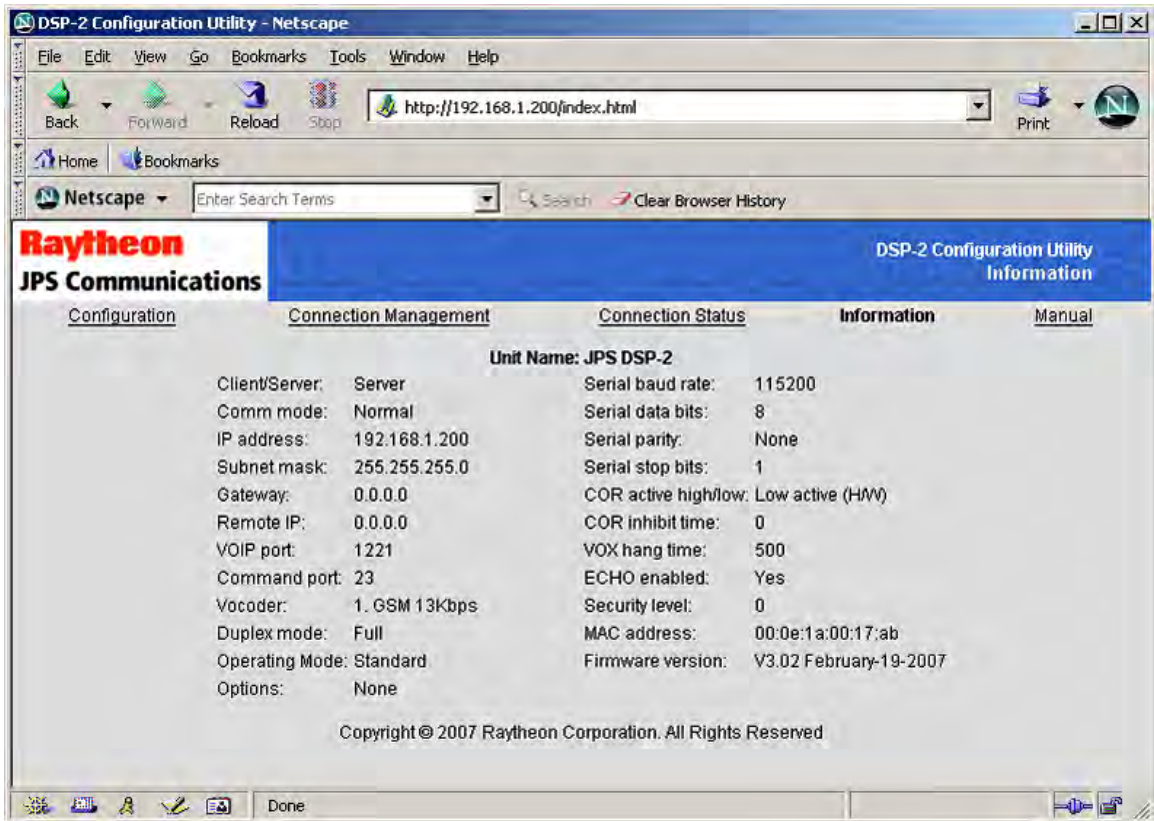 DSP-2 Configuration Utility - Netscape
File Edit View Go Bookmarks Tools Window Help
Back Forward Reload Stop http://192.168.1.200/index.html Print
Home Bookmarks
Netscape Enter Search Terms Search Clear Browser History
Raytheon
JPS Communications
DSP-2 Configuration Utility
Information
Configuration Connection Management Connection Status Information Manual
Unit Name: JPS DSP-2
Client/Server: Server Serial baud rate: 115200
Comm mode: Normal Serial data bits: 8
IP address: 192.168.1.200 Serial parity: None
Subnet mask: 255.255.255.0 Serial stop bits: 1
Gateway: 0.0.0.0 COR active high/low: Low active (H/W)
Remote IP: 0.0.0.0 COR inhibit time: 0
VOIP port: 1221 VOX hang time: 500
Command port: 23 ECHO enabled: Yes
Vocoder: 1. GSM 13Kbps Security level: 0
Duplex mode: Full MAC address: 00:0e:1a:00:17:ab
Operating Mode: Standard Firmware version: V3.02 February-19-2007
Options: None
Copyright © 2007 Raytheon Corporation. All Rights Reserved
Done